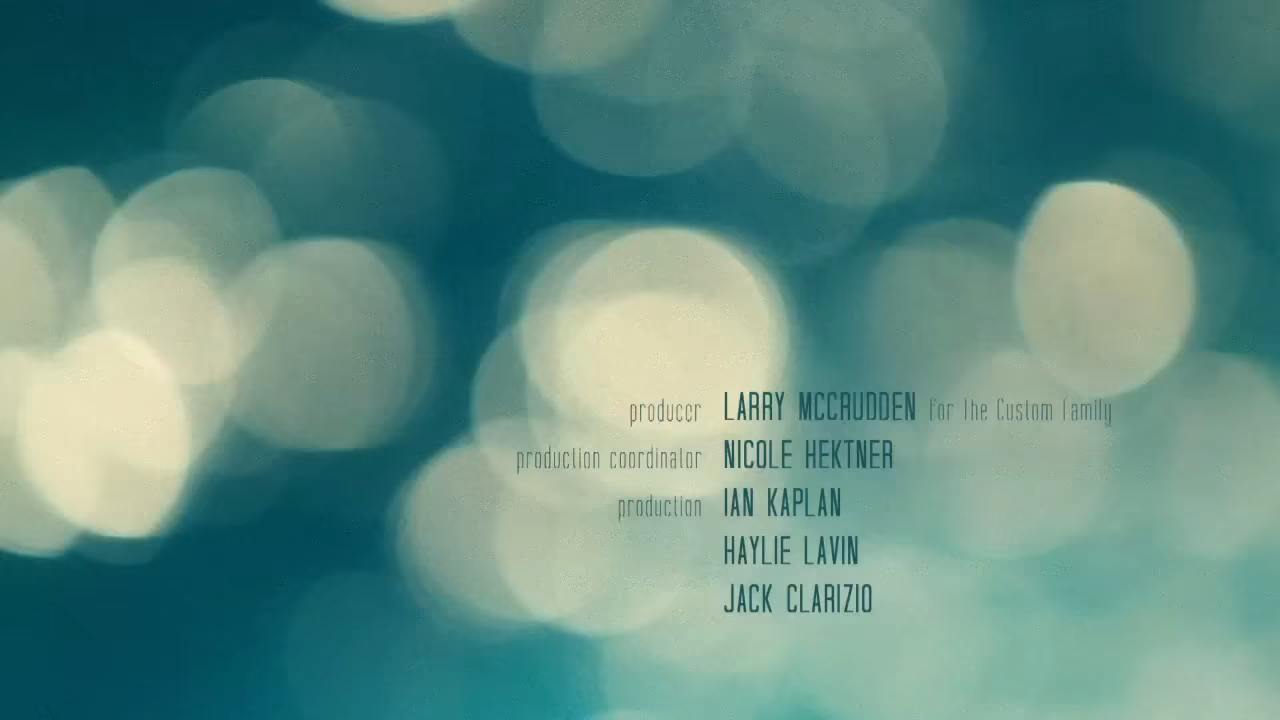 producer LARRY MCCRUDDEN for The Custom Family
production coordinator NICOLE HEKTNER
production IAN KAPLAN
HAYLIE LAVIN
JACK CLARIZIO